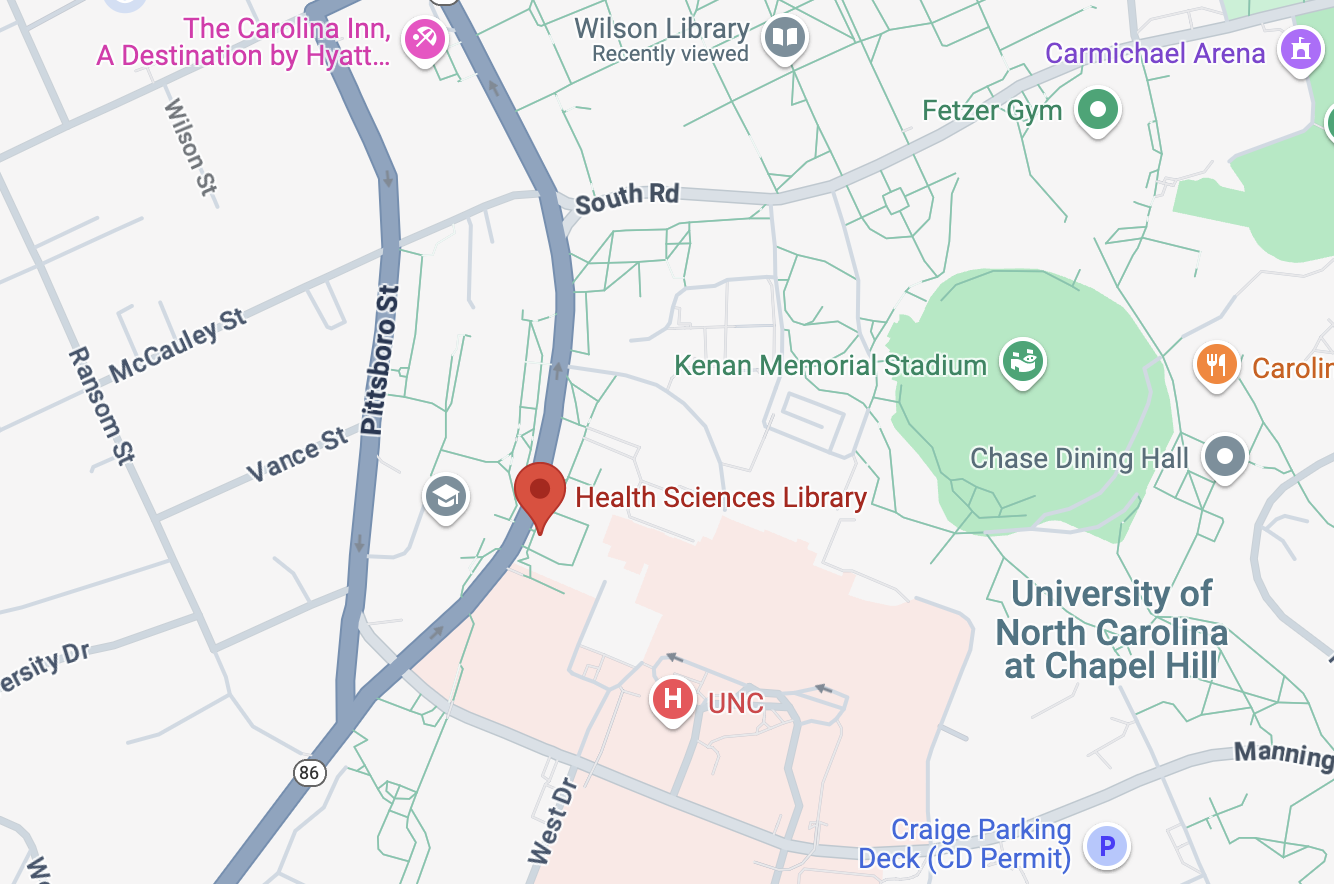 The Carolina Inn,
A Destination by Hyatt...
Wilson Library
Recently viewed
Carmichael Arena
Fetzer Gym
Wilson St
South Rd
McCauley St
Pittsboro St
Ransom St
Kenan Memorial Stadium
Carolin
Vance St
Chase Dining Hall
Health Sciences Library
University of
North Carolina
at Chapel Hill
ersity Dr
H
UNC
86
Manning
West Dr
Craige Parking
Deck (CD Permit)
P
We